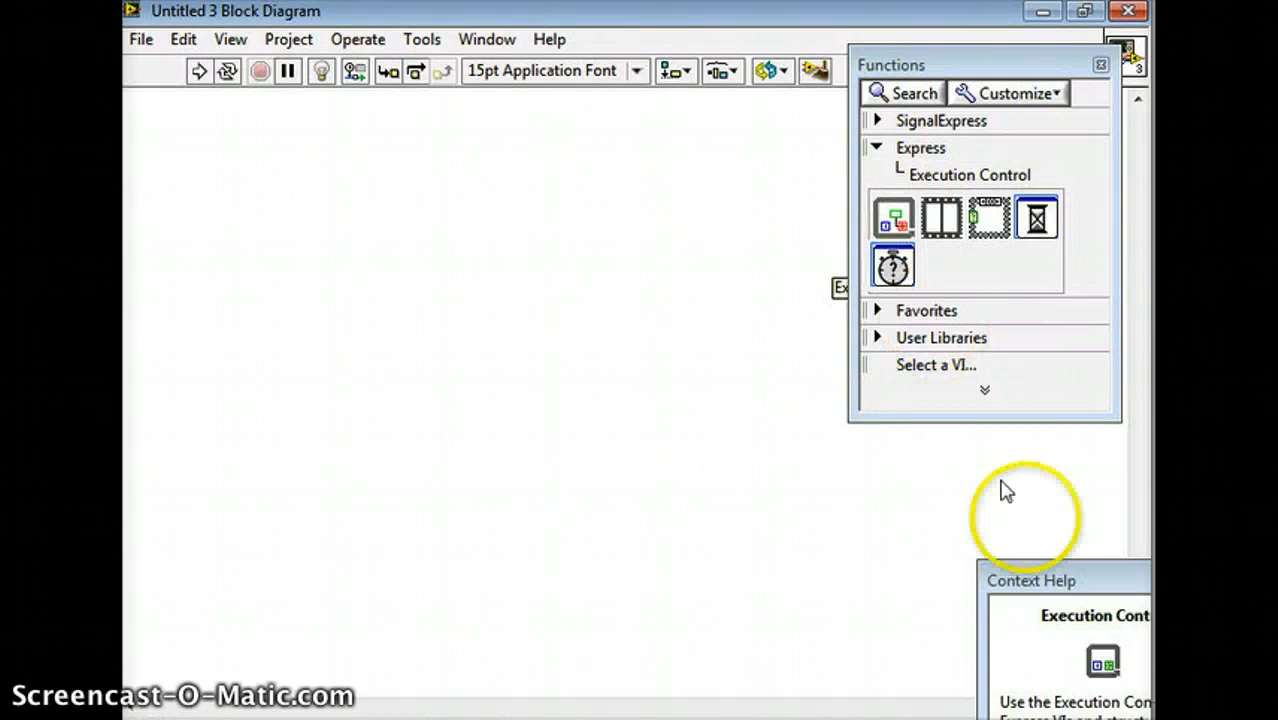 Untitled 3 Block Diagram
File Edit View Project Operate Tools Window Help
15pt Application Font
3
Functions
Search Customize
SignalExpress
Express
Execution Control
Ex
Favorites
User Libraries
Select a VI...
Context Help
Execution Cont
Use the Execution Con
Screencast-O-Matic.com